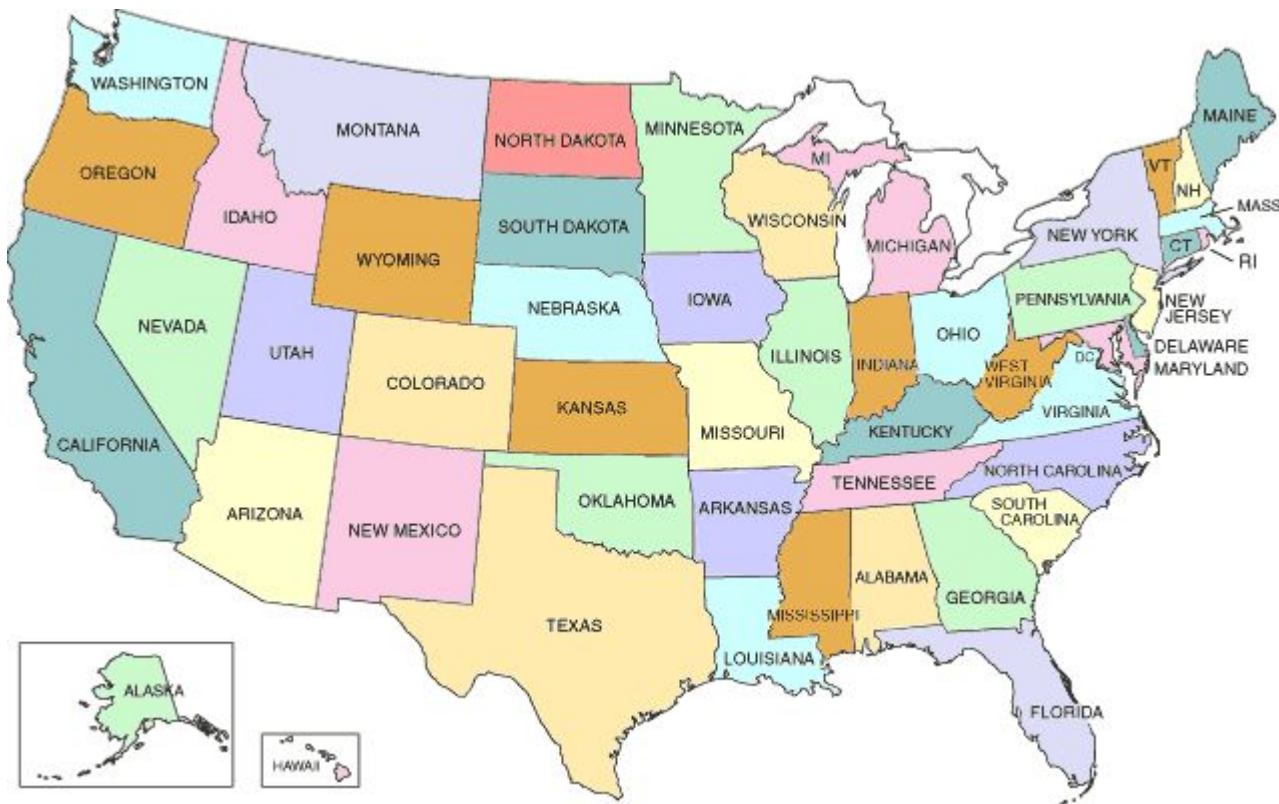 WASHINGTON
OREGON
CALIFORNIA
NEVADA
IDAHO
MONTANA
WYOMING
UTAH
ARIZONA
COLORADO
NEW MEXICO
NORTH DAKOTA
SOUTH DAKOTA
NEBRASKA
KANSAS
OKLAHOMA
TEXAS
MINNESOTA
IOWA
MISSOURI
ARKANSAS
LOUISIANA
WISCONSIN
ILLINOIS
MI
MICHIGAN
INDIANA
OHIO
KENTUCKY
TENNESSEE
MISSISSIPPI
ALABAMA
GEORGIA
FLORIDA
SOUTH
CAROLINA
NORTH CAROLINA
VIRGINIA
WEST
VIRGINIA
DC
PENNSYLVANIA
NEW YORK
VT
NH
MAINE
MASS
CT
RI
NEW
JERSEY
DELAWARE
MARYLAND
ALASKA
HAWAII